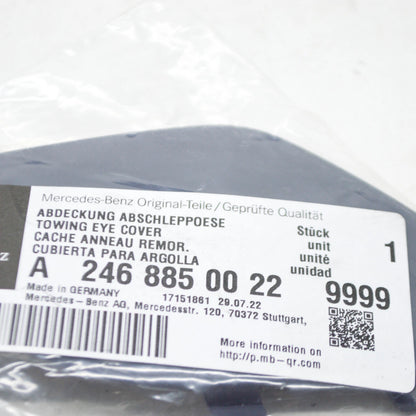 Mercedes-Benz Original-Teile/Geprüfte Qualität
ABDECKUNG ABSCHLEPPOESE
TOWING EYE COVER
CACHE ANNEAU REMOR.
CUBIERTA PARA ARGOLLA
Stück
unit
unité
unidad
1
A 246 885 00 22
9999
Made in GERMANY
17151861 29.07.22
Mercedes-Benz AG, Mercedesstr. 120, 70372 Stuttgart,
More information on
http://p.mb-qr.com
z